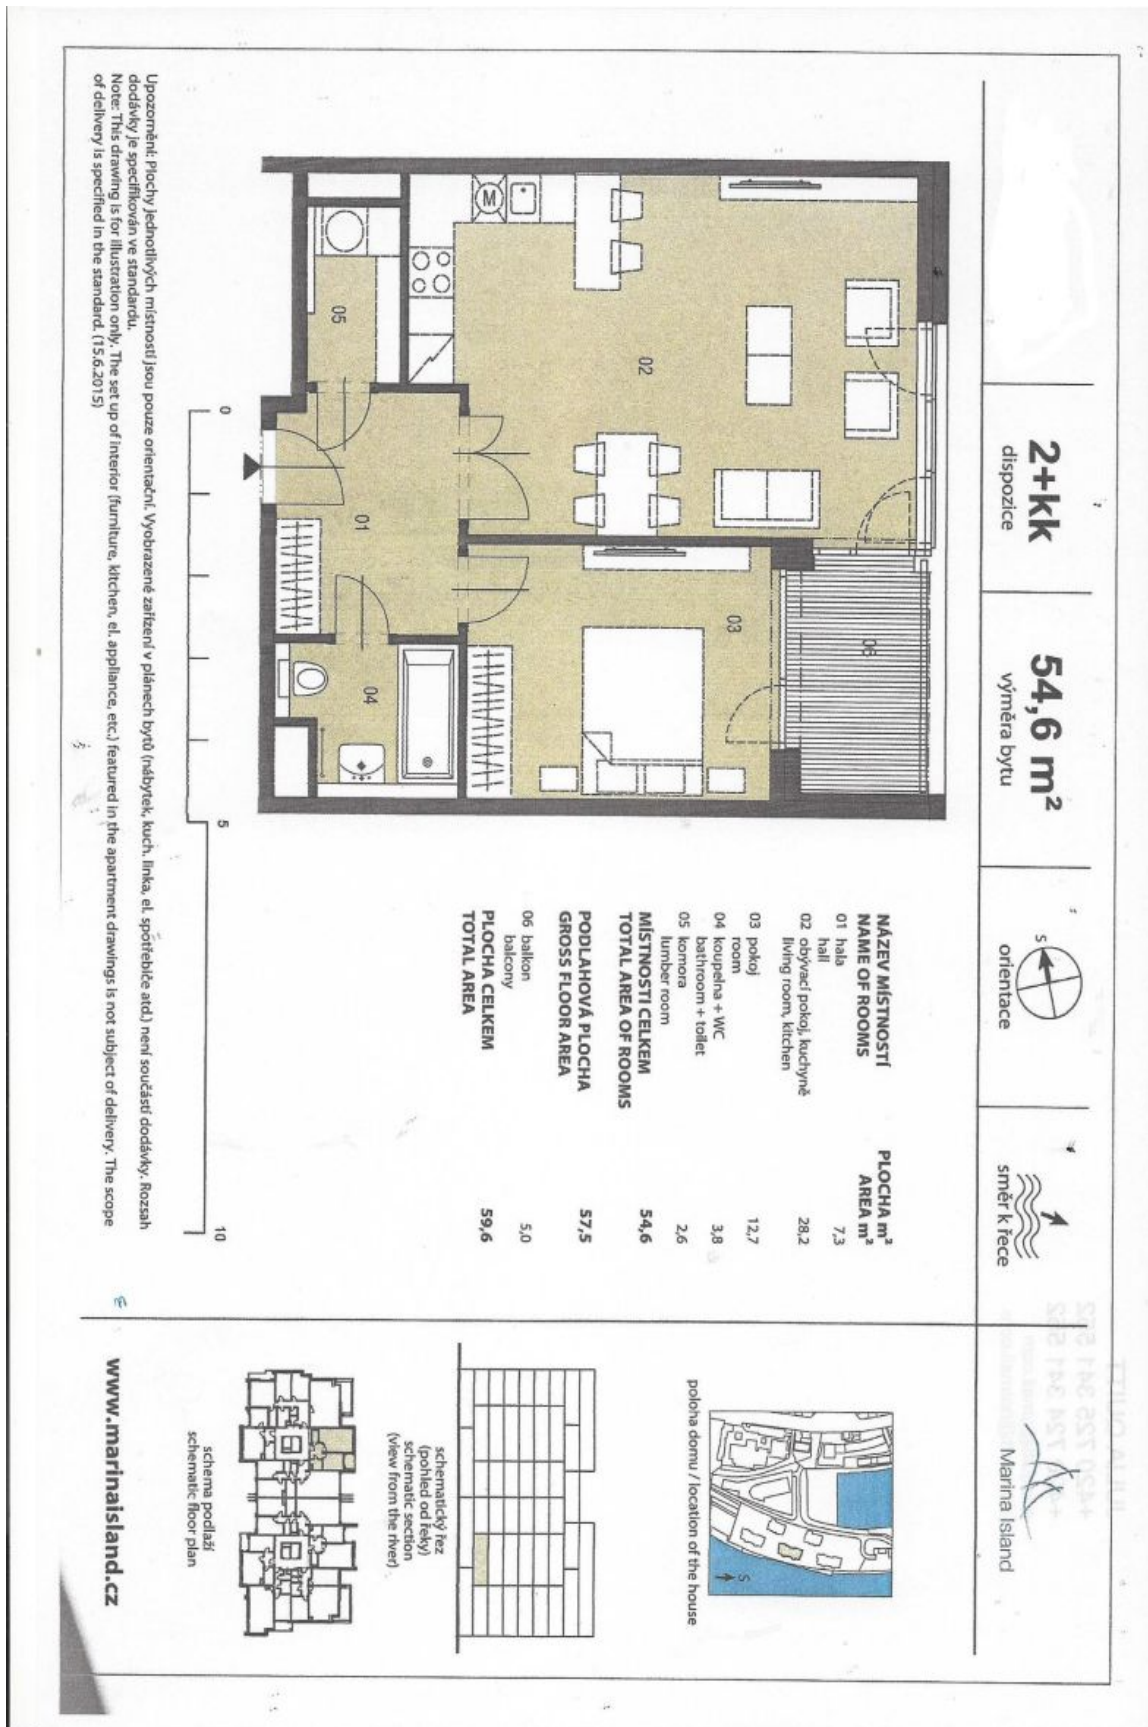 2+kk
dispozice
54,6 m²
výměra bytu
S
orientace
směr k řece
Marina Island
M
01
02
03
04
05
06
NÁZEV MÍSTNOSTÍ PLOCHA m²
NAME OF ROOMS AREA m²
01 hala 7,3
hall
02 obývací pokoj, kuchyně 28,2
living room, kitchen
03 pokoj 12,7
room
04 koupelna + WC 3,8
bathroom + toilet
05 komora 2,6
lumber room
MÍSTNOSTI CELKEM 54,6
TOTAL AREA OF ROOMS
PODLAHOVÁ PLOCHA 57,5
GROSS FLOOR AREA
06 balkon 5,0
balcony
PLOCHA CELKEM 59,6
TOTAL AREA
0 5 10
Upozornění: Plochy jednotlivých místností jsou pouze orientační. Vyobrazené zařízení v plánech bytů (nábytek, kuch. linka, el. spotřebiče atd.) není součástí dodávky. Rozsah
dodávky je specifikován ve standardu.
Note: This drawing is for illustration only. The set up of interior (furniture, kitchen, el. appliance, etc.) featured in the apartment drawings is not subject of delivery. The scope
of delivery is specified in the standard. (15.6.2015)
S
poloha domu / location of the house
schematický řez
(pohled od řeky)
schematic section
(view from the river)
schema podlaží
schematic floor plan
www.marinaisland.cz